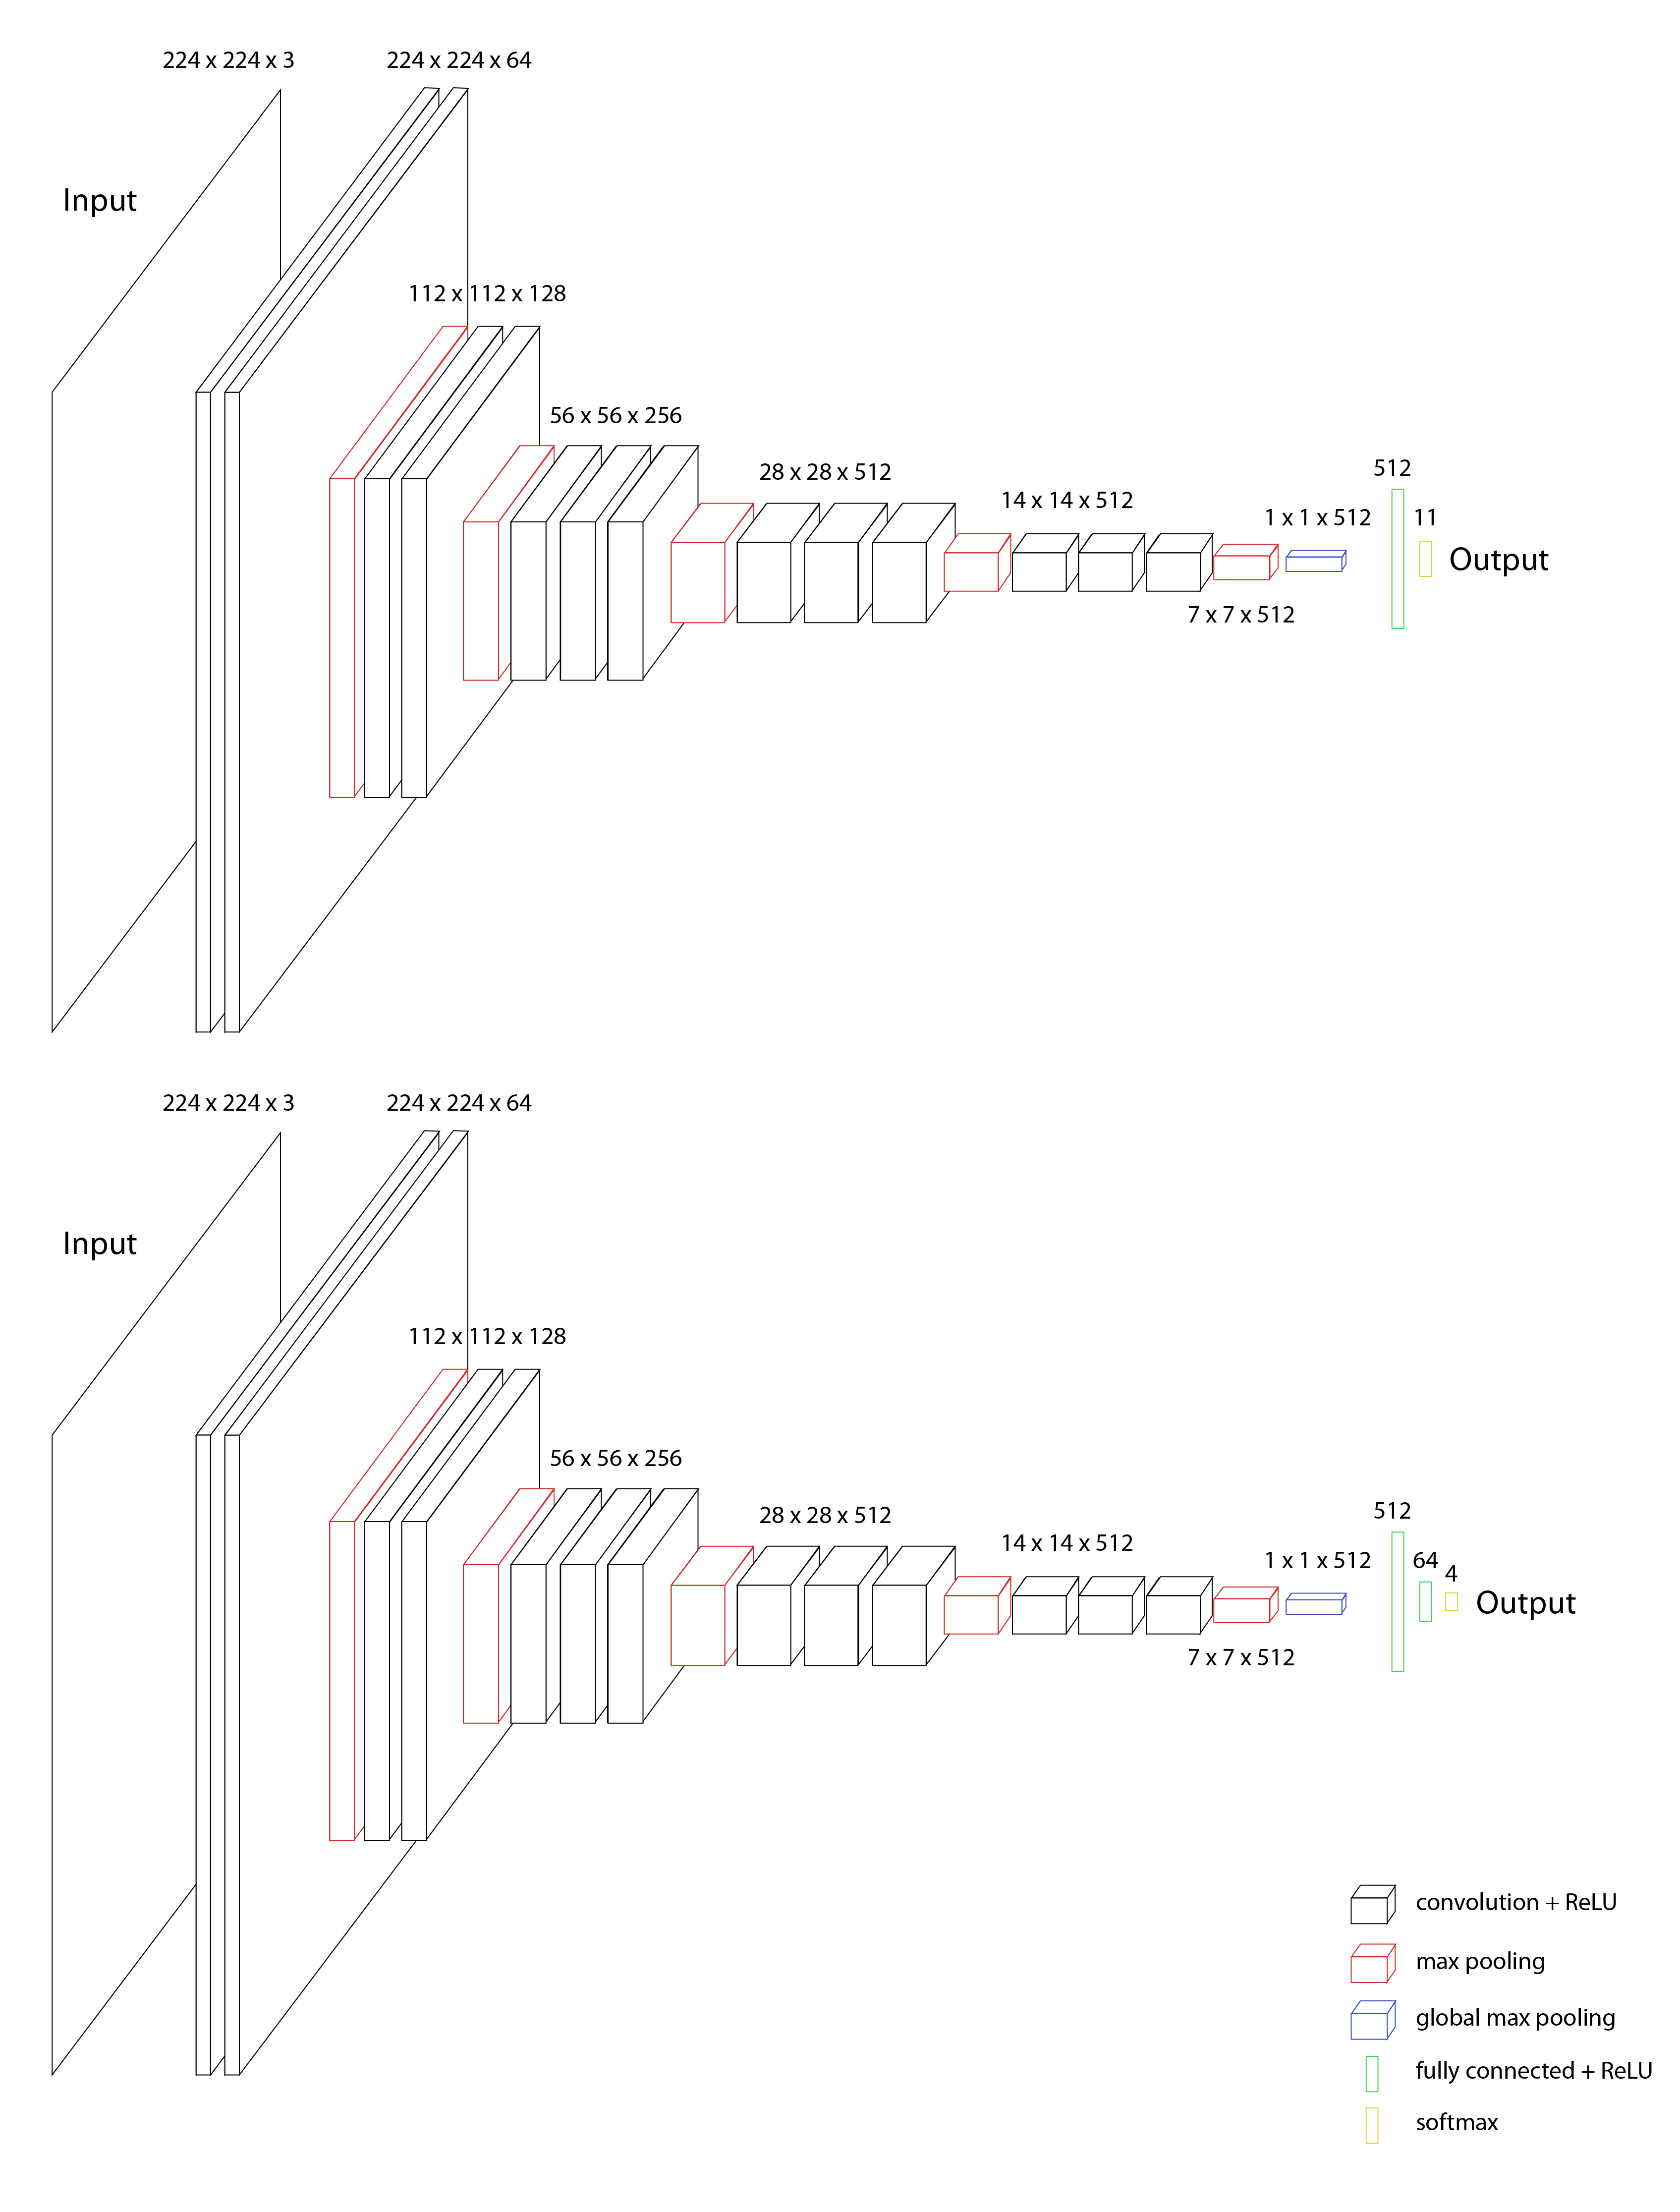 224 x 224 x 3
224 x 224 x 64
Input
112 x 112 x 128
56 x 56 x 256
28 x 28 x 512
14 x 14 x 512
1 x 1 x 512
512
11
Output
7 x 7 x 512
224 x 224 x 3
224 x 224 x 64
Input
112 x 112 x 128
56 x 56 x 256
28 x 28 x 512
14 x 14 x 512
1 x 1 x 512
512
64
4
Output
7 x 7 x 512
convolution + ReLU
max pooling
global max pooling
fully connected + ReLU
softmax